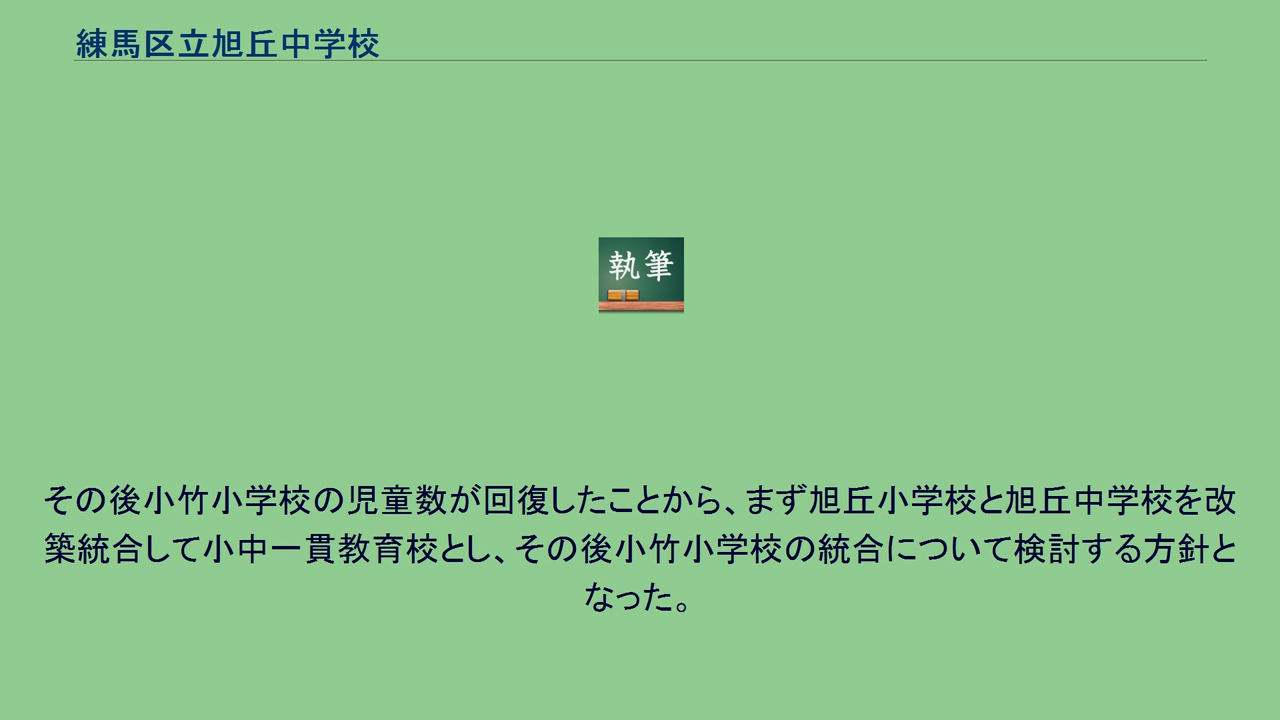 練馬区立旭丘中学校
執筆
その後小竹小学校の児童数が回復したことから、まず旭丘小学校と旭丘中学校を改
築統合して小中一貫教育校とし、その後小竹小学校の統合について検討する方針と
なった。